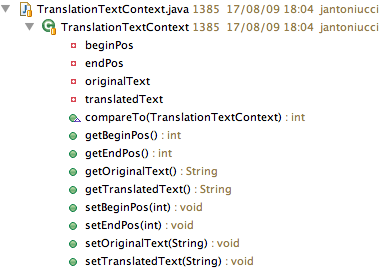 TranslationTextContext.java 1385 17/08/09 18:04 jantoniucci
TranslationTextContext 1385 17/08/09 18:04 jantoniucci
beginPos
endPos
originalText
translatedText
compareTo(TranslationTextContext) : int
getBeginPos() : int
getEndPos() : int
getOriginalText() : String
getTranslatedText() : String
setBeginPos(int) : void
setEndPos(int) : void
setOriginalText(String) : void
setTranslatedText(String) : void